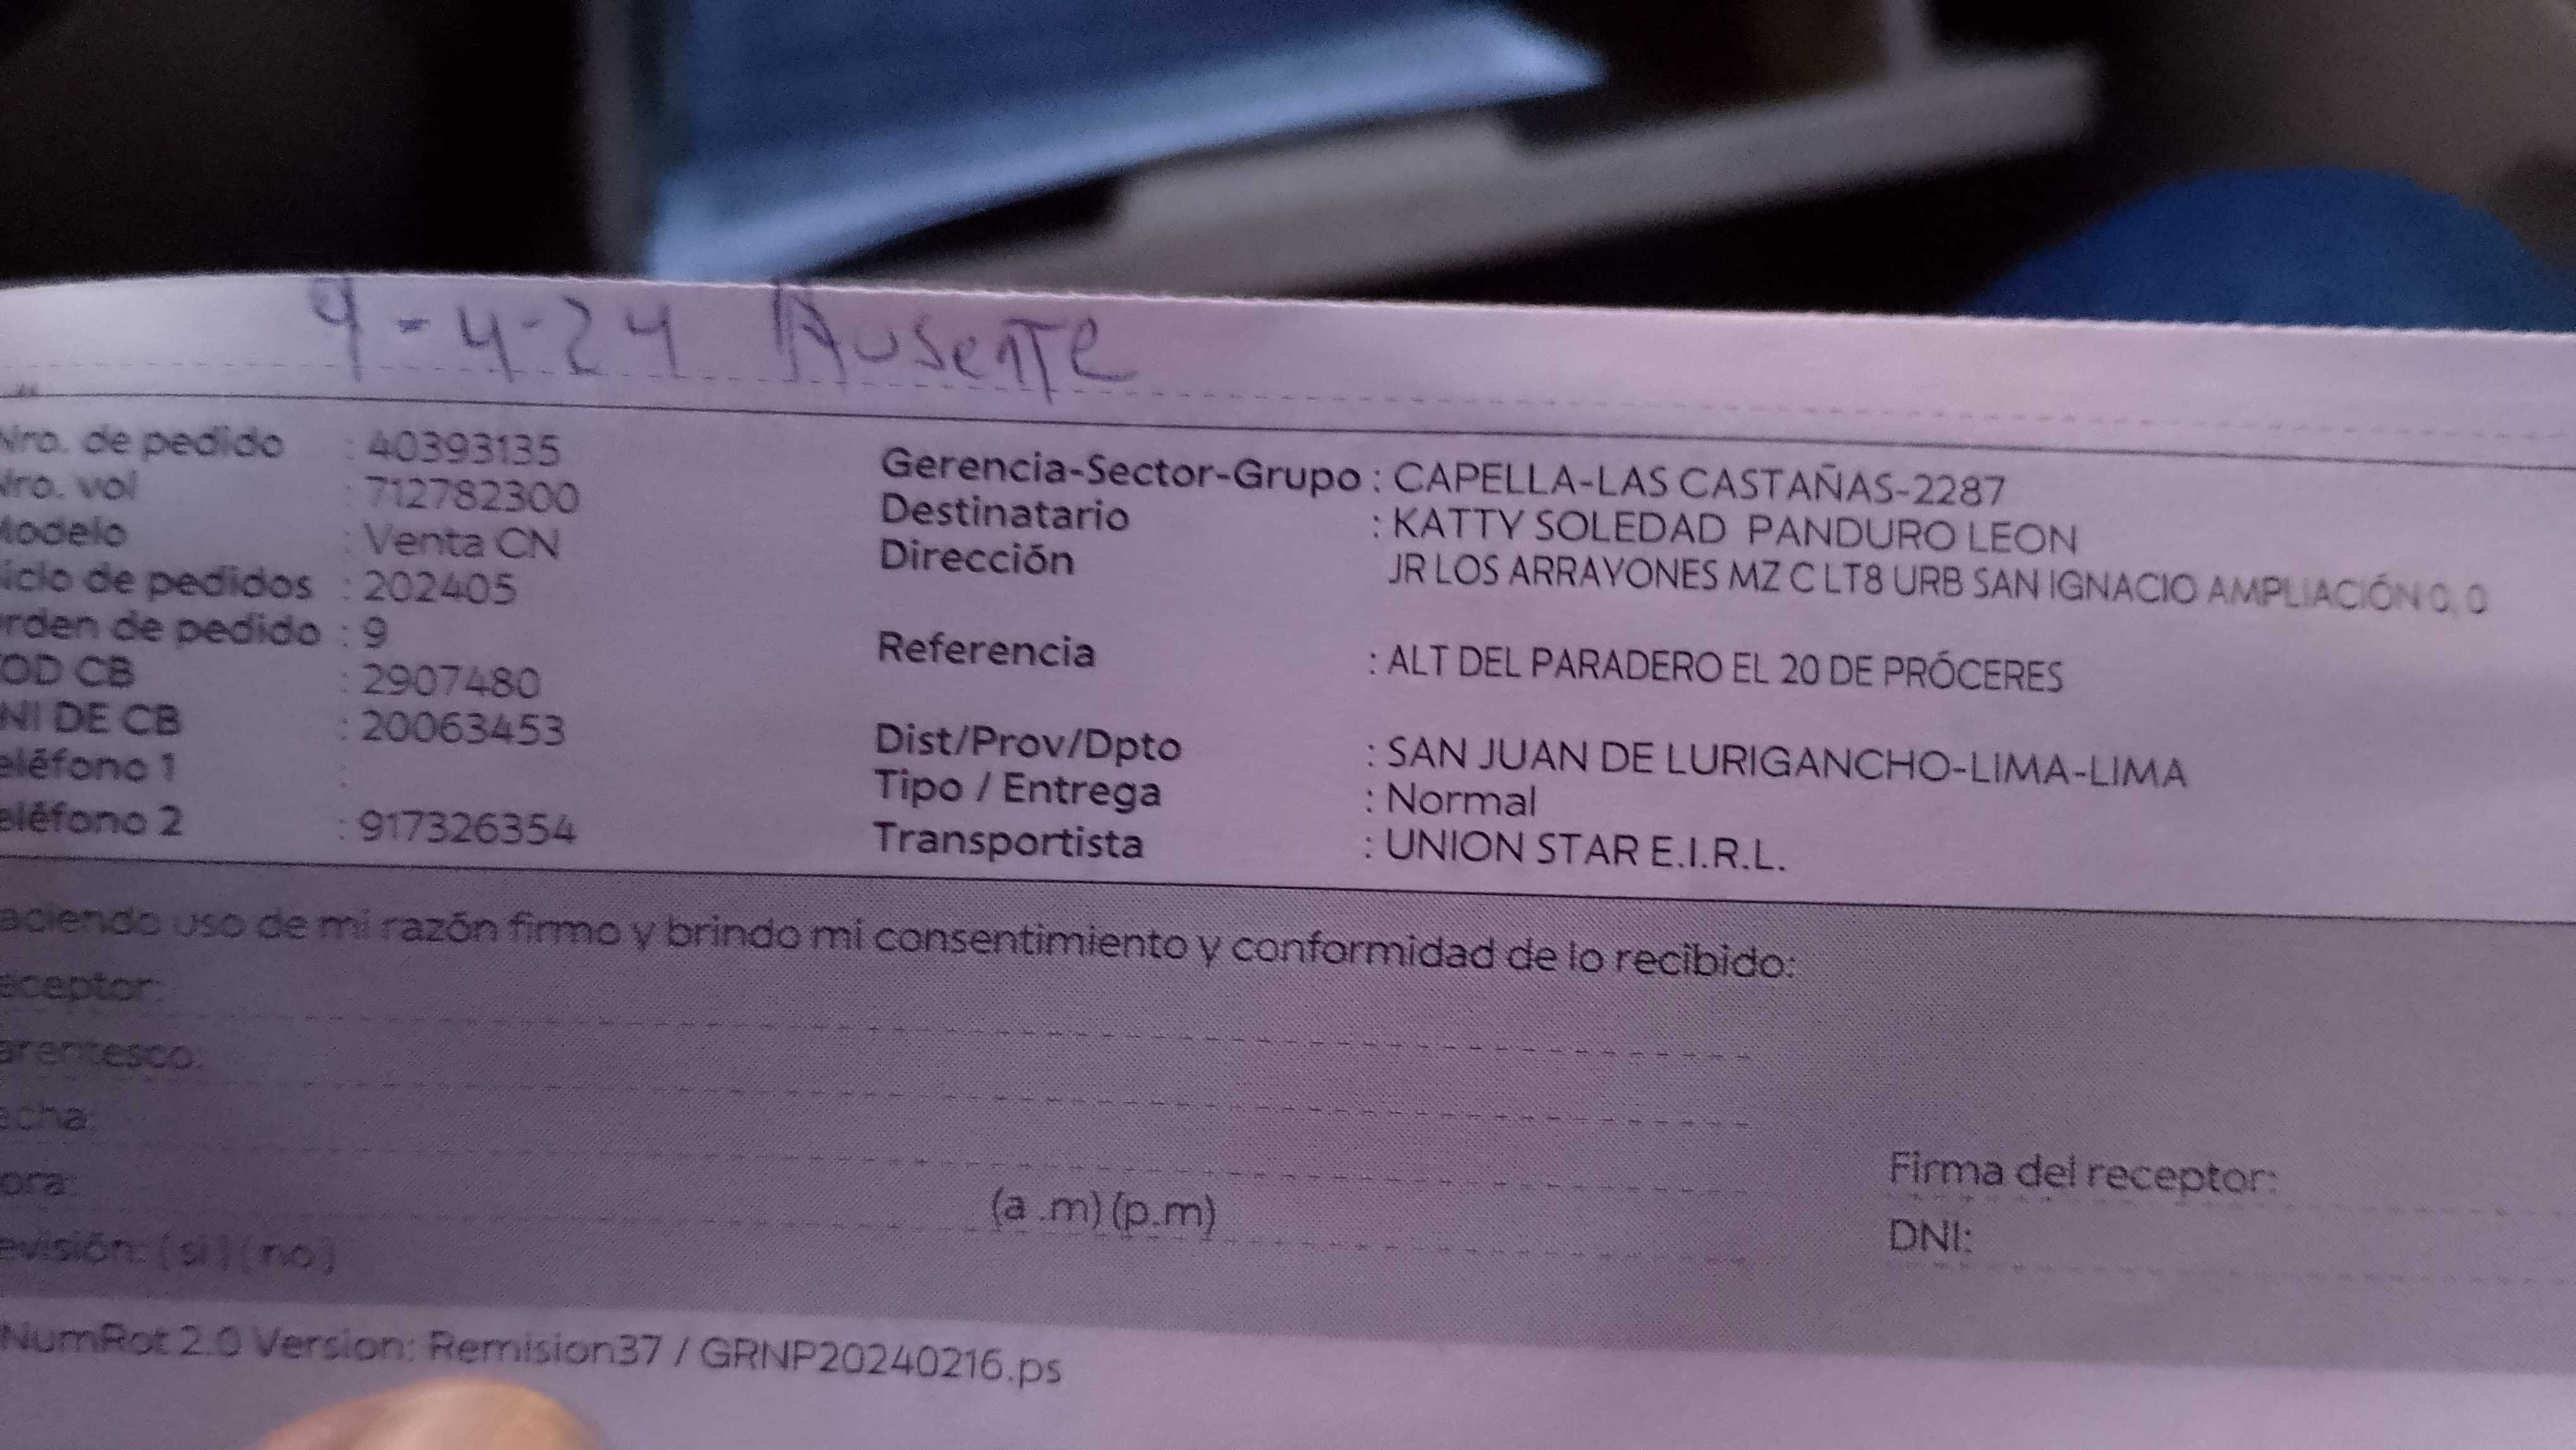 9-4-24 Ausente
Nro. de pedido : 40393135
Nro. vol : 712782300
Modelo : Venta CN
iclo de pedidos : 202405
rden de pedido : 9
OD CB : 2907480
NI DE CB : 20063453
eléfono 1 :
eléfono 2 : 917326354
Gerencia-Sector-Grupo : CAPELLA-LAS CASTAÑAS-2287
Destinatario : KATTY SOLEDAD PANDURO LEON
Dirección JR LOS ARRAYONES MZ C LT8 URB SAN IGNACIO AMPLIACIÓN 0, 0
Referencia : ALT DEL PARADERO EL 20 DE PRÓCERES
Dist/Prov/Dpto : SAN JUAN DE LURIGANCHO-LIMA-LIMA
Tipo / Entrega : Normal
Transportista : UNION STAR E.I.R.L.
aciendo uso de mi razón firmo y brindo mi consentimiento y conformidad de lo recibido:
eceptor:
arentesco:
echa:
ora: (a .m) (p.m)
evisión: (si) (no)
Firma del receptor:
DNI:
NumRot 2.0 Version: Remision37 / GRNP20240216.ps